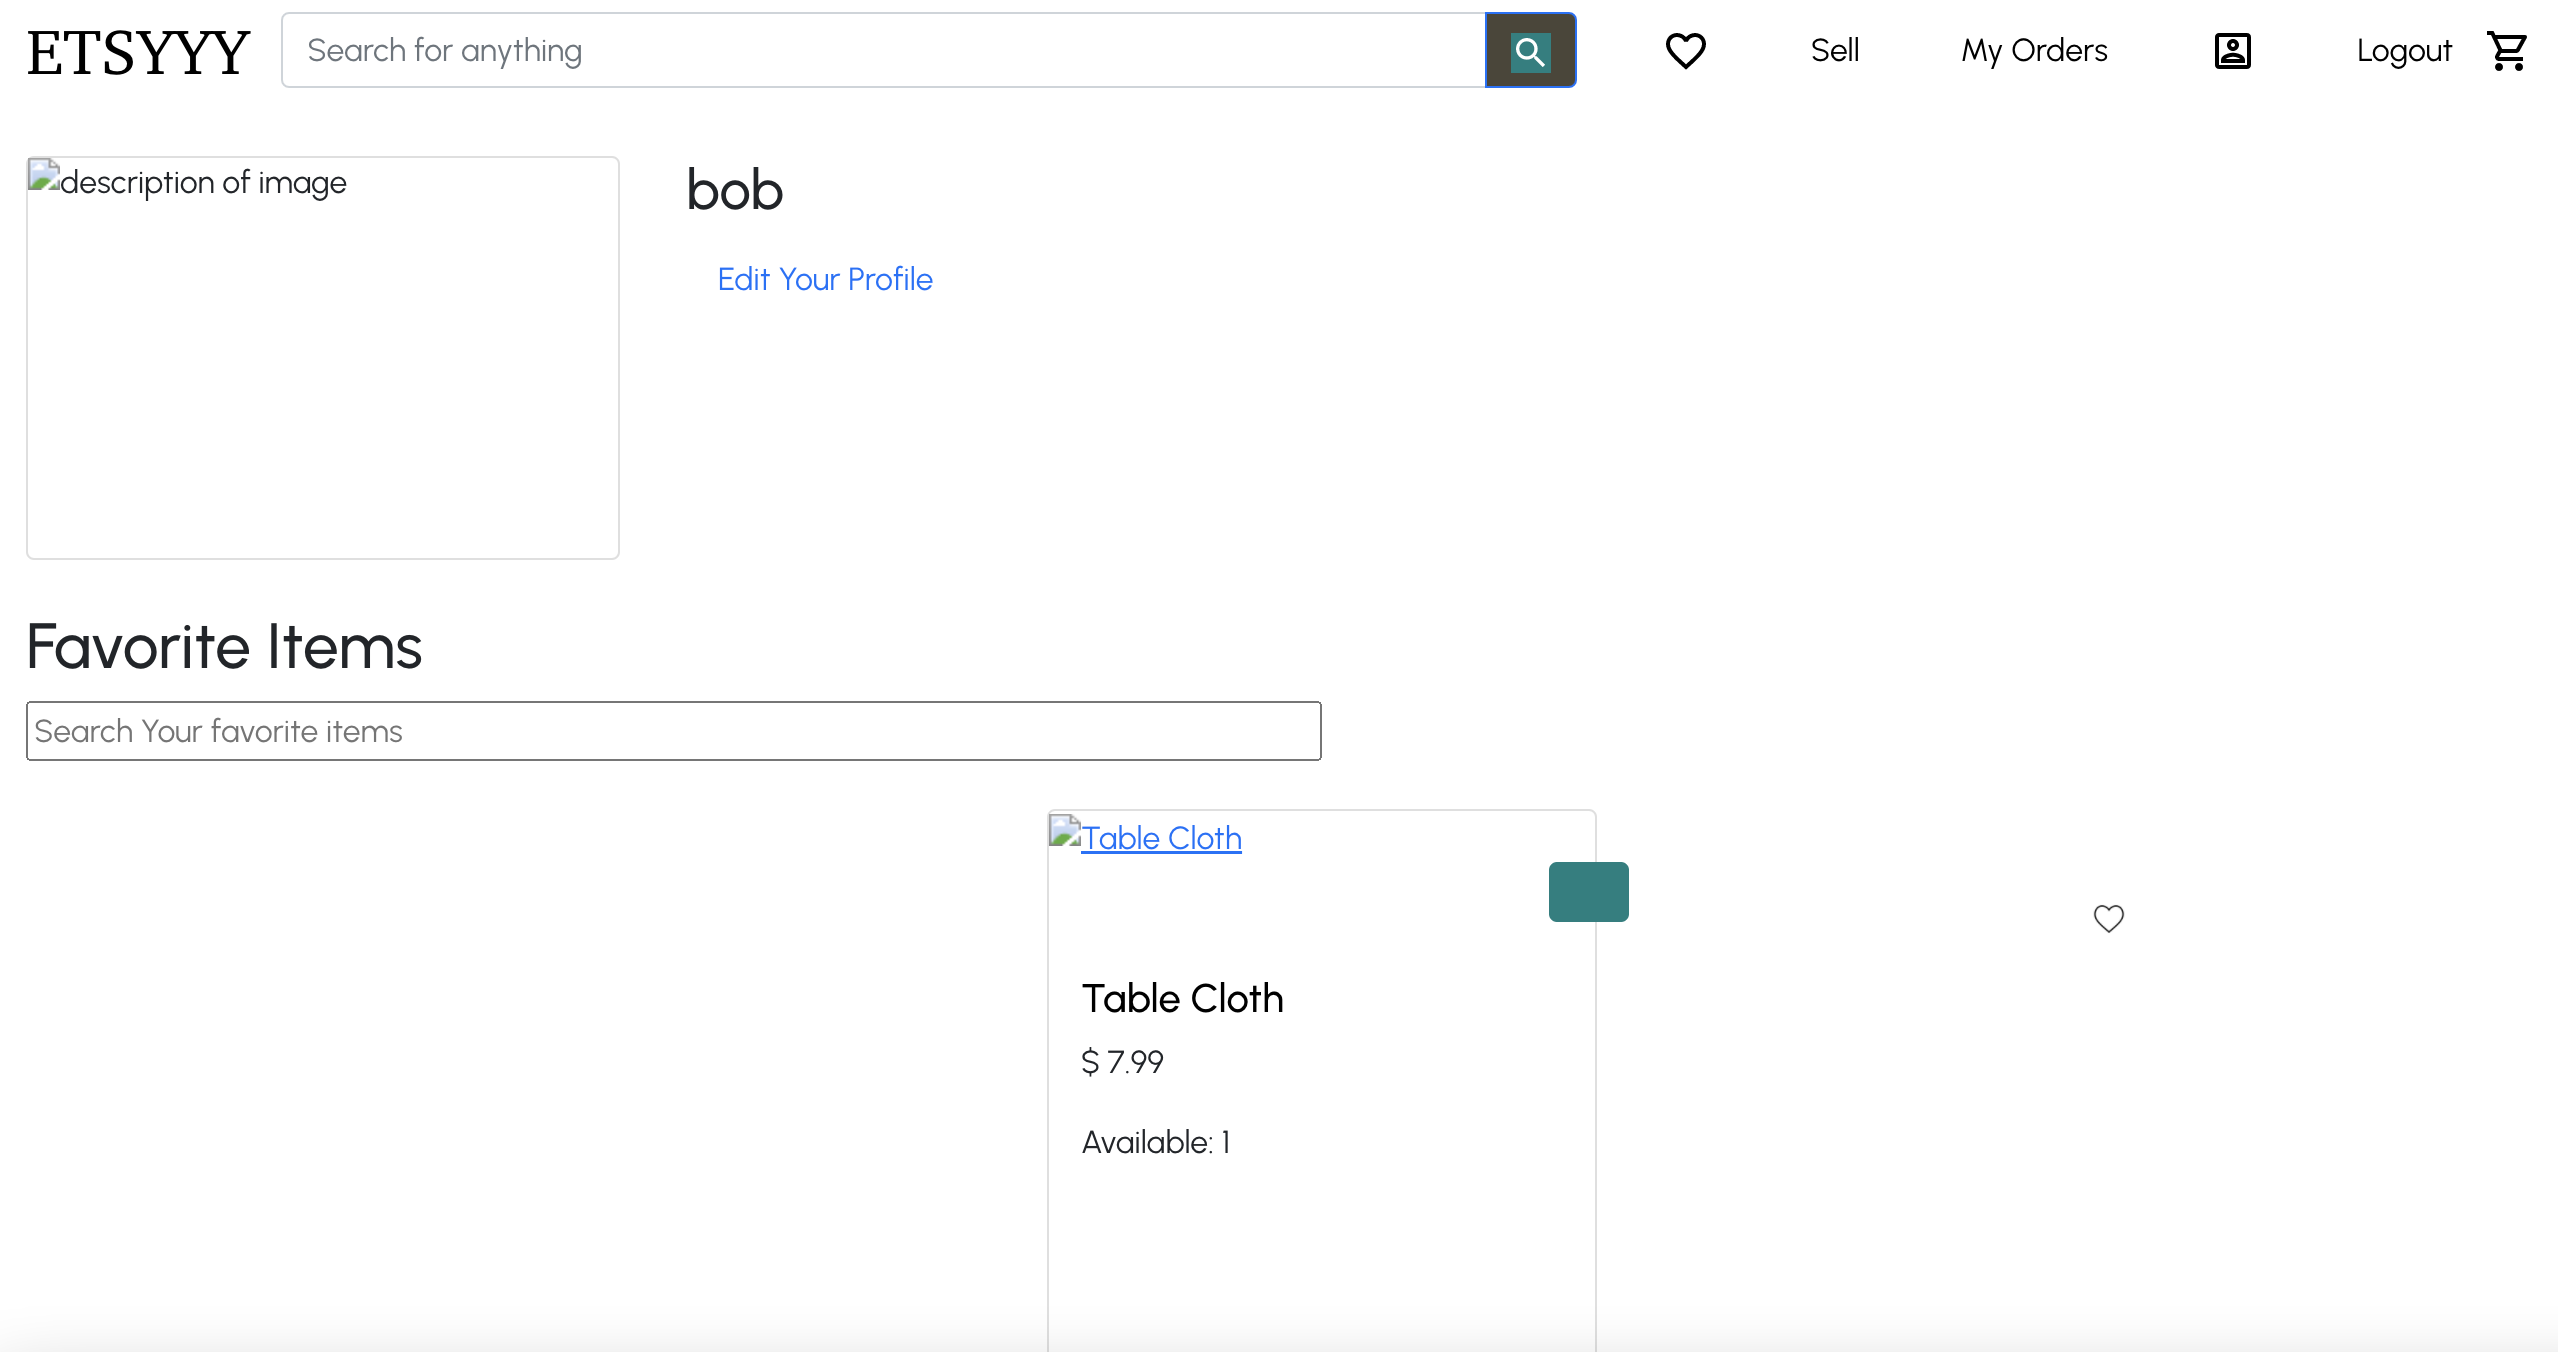 ETSYYY
Search for anything
Sell
My Orders
Logout
description of image
bob
Edit Your Profile
Favorite Items
Search Your favorite items
Table Cloth
Table Cloth
$ 7.99
Available: 1